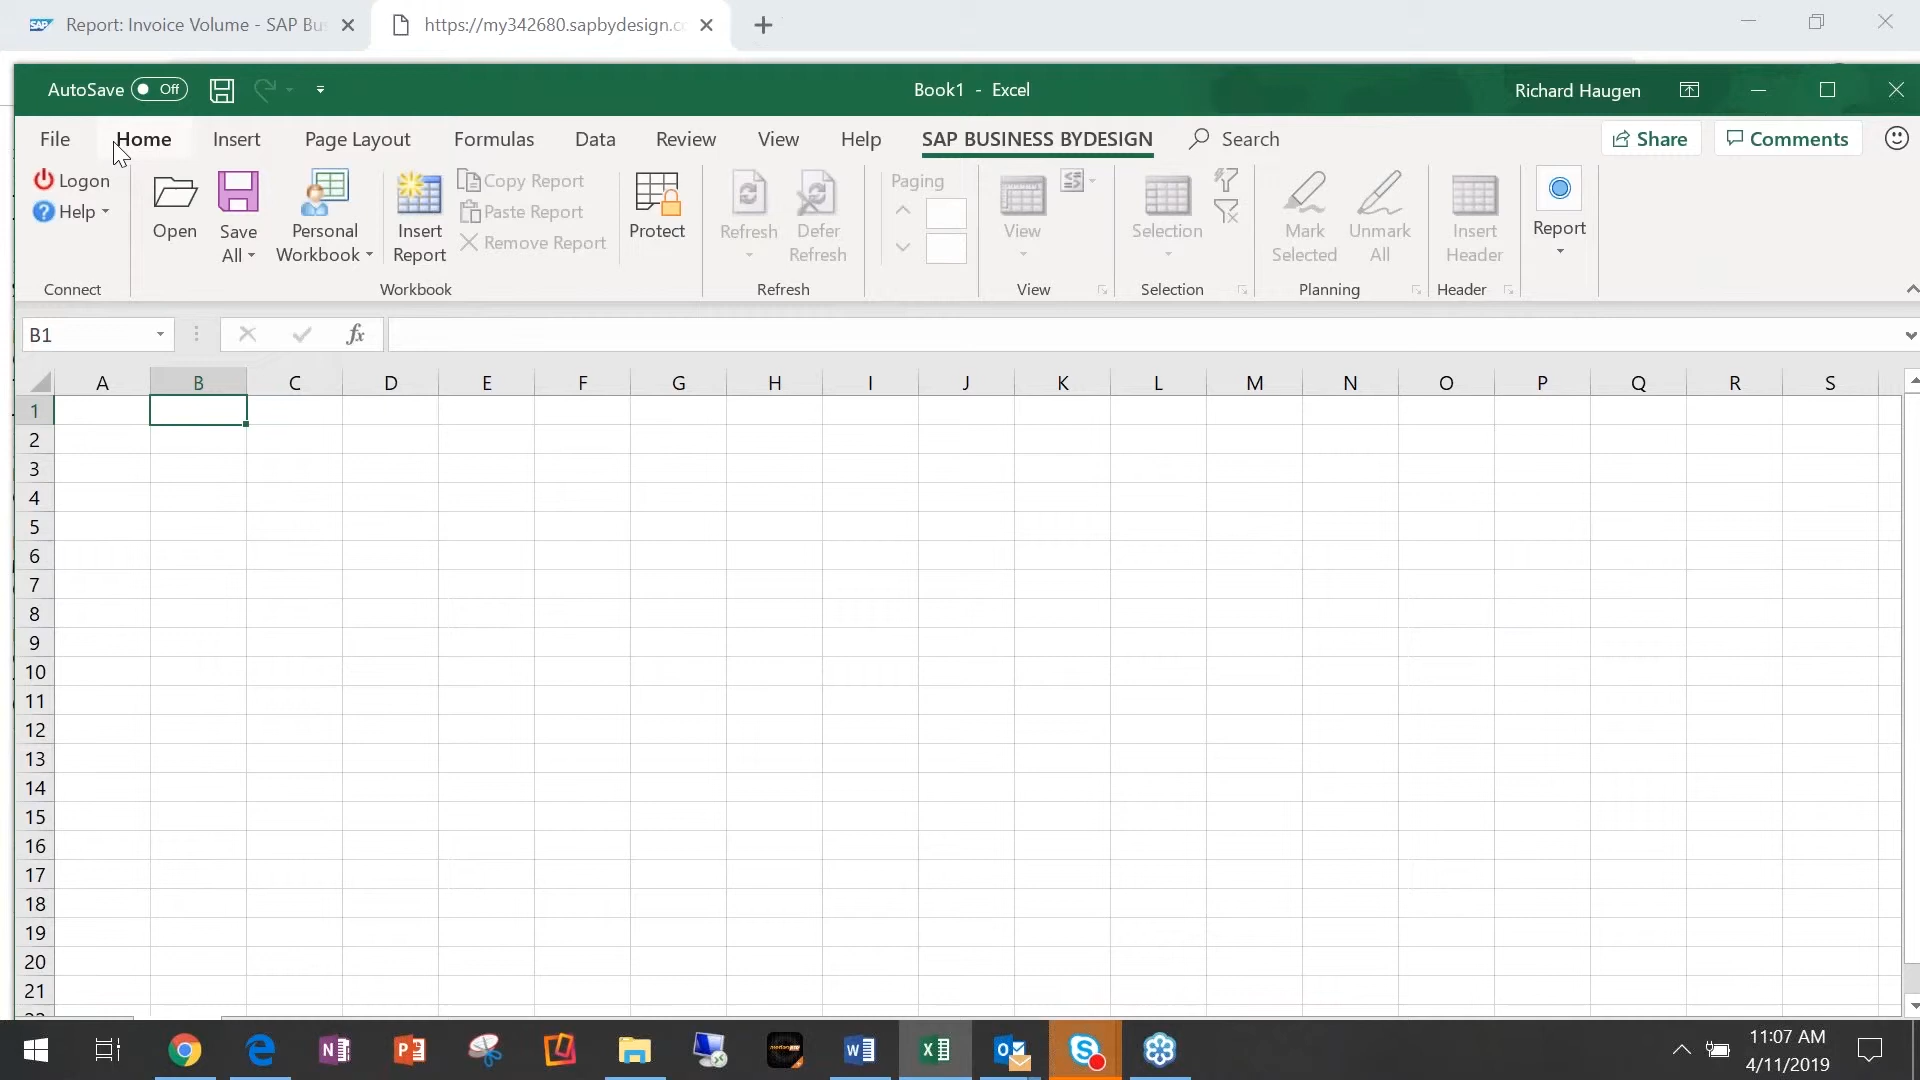 SAP Report: Invoice Volume - SAP Bus
https://my342680.sapbydesign.c
AutoSave Off
Book1 - Excel
Richard Haugen
File Home Insert Page Layout Formulas Data Review View Help SAP BUSINESS BYDESIGN Search
Share Comments
Logon
Help
Connect
Open
Save All
Personal Workbook
Insert Report
Copy Report
Paste Report
Remove Report
Protect
Workbook
Refresh
Defer Refresh
Refresh
Paging
View
View
Selection
Selection
Mark Selected
Unmark All
Planning
Insert Header
Header
Report
B1
fx
A B C D E F G H I J K L M N O P Q R S
1
2
3
4
5
6
7
8
9
10
11
12
13
14
15
16
17
18
19
20
21
11:07 AM
4/11/2019